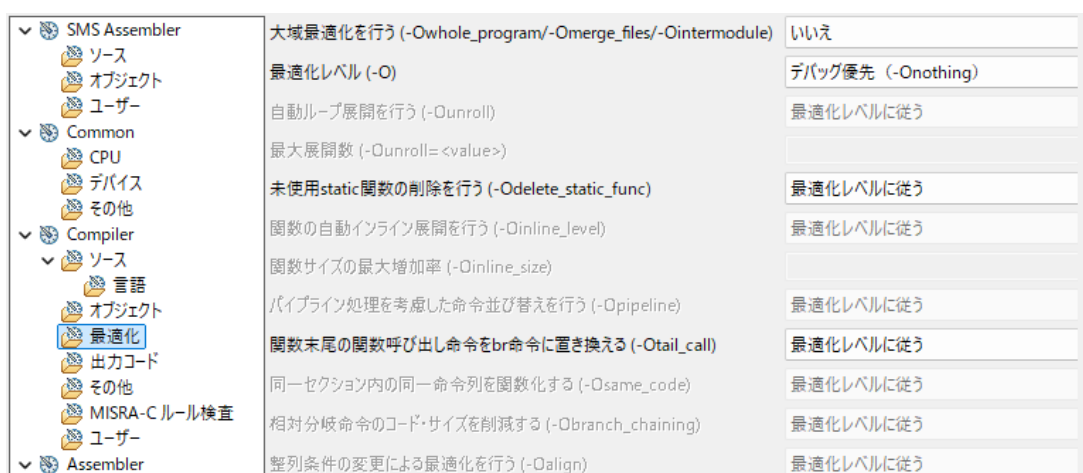 SMS Assembler
ソース
オブジェクト
ユーザー
Common
CPU
デバイス
その他
Compiler
ソース
言語
オブジェクト
最適化
出力コード
その他
MISRA-C ルール検査
ユーザー
Assembler
大域最適化を行う (-Owhole_program/-Omerge_files/-Ointermodule) いいえ
最適化レベル (-O) デバッグ優先 (-Onothing)
自動ループ展開を行う (-Ounroll) 最適化レベルに従う
最大展開数 (-Ounroll=<value>)
未使用static関数の削除を行う (-Odelete_static_func) 最適化レベルに従う
関数の自動インライン展開を行う (-Oinline_level) 最適化レベルに従う
関数サイズの最大増加率 (-Oinline_size)
パイプライン処理を考慮した命令並び替えを行う (-Opipeline) 最適化レベルに従う
関数末尾の関数呼び出し命令をbr命令に置き換える (-Otail_call) 最適化レベルに従う
同一セクション内の同一命令列を関数化する (-Osame_code) 最適化レベルに従う
相対分岐命令のコード・サイズを削減する (-Obranch_chaining) 最適化レベルに従う
整列条件の変更による最適化を行う (-Oalign) 最適化レベルに従う